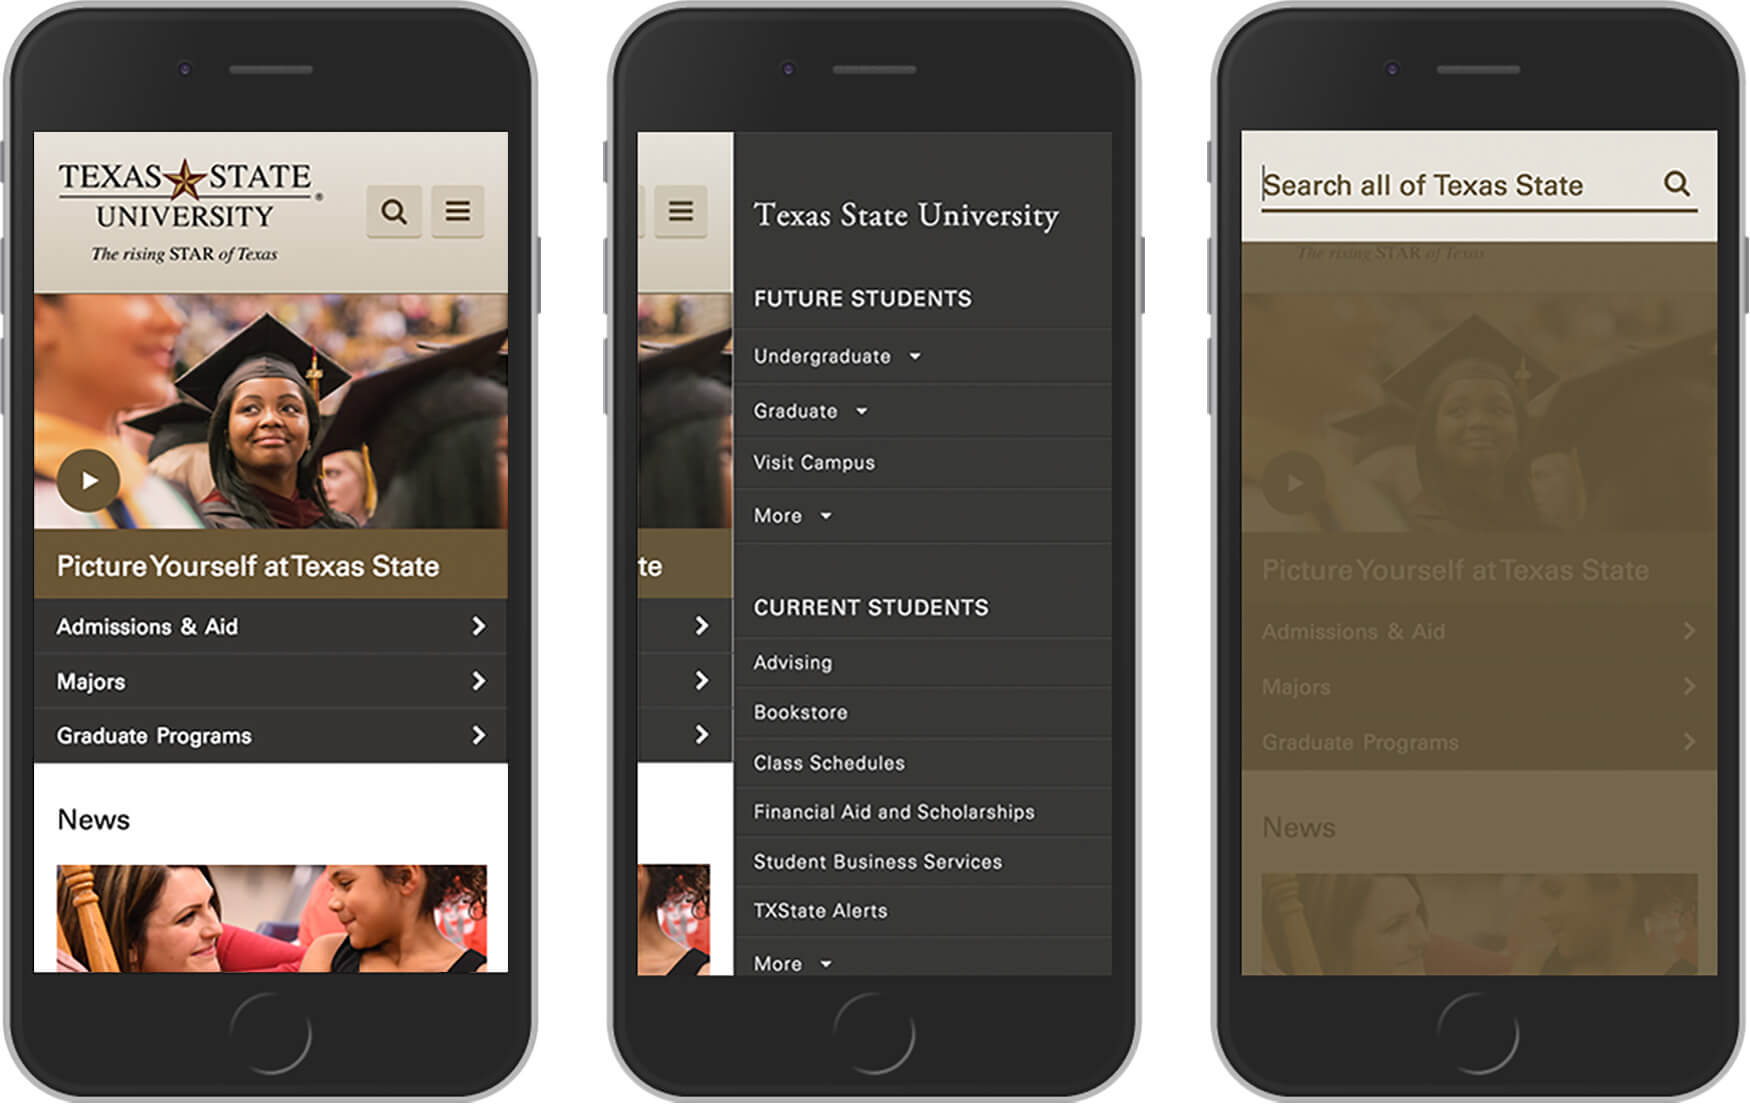 TEXAS STATE
®
UNIVERSITY
The rising STAR of Texas
Picture Yourself at Texas State
Admissions & Aid
Majors
Graduate Programs
News
te
Texas State University
FUTURE STUDENTS
Undergraduate
Graduate
Visit Campus
More
CURRENT STUDENTS
Advising
Bookstore
Class Schedules
Financial Aid and Scholarships
Student Business Services
TXState Alerts
More
Search all of Texas State
The rising STAR of Texas
Picture Yourself at Texas State
Admissions & Aid
Majors
Graduate Programs
News